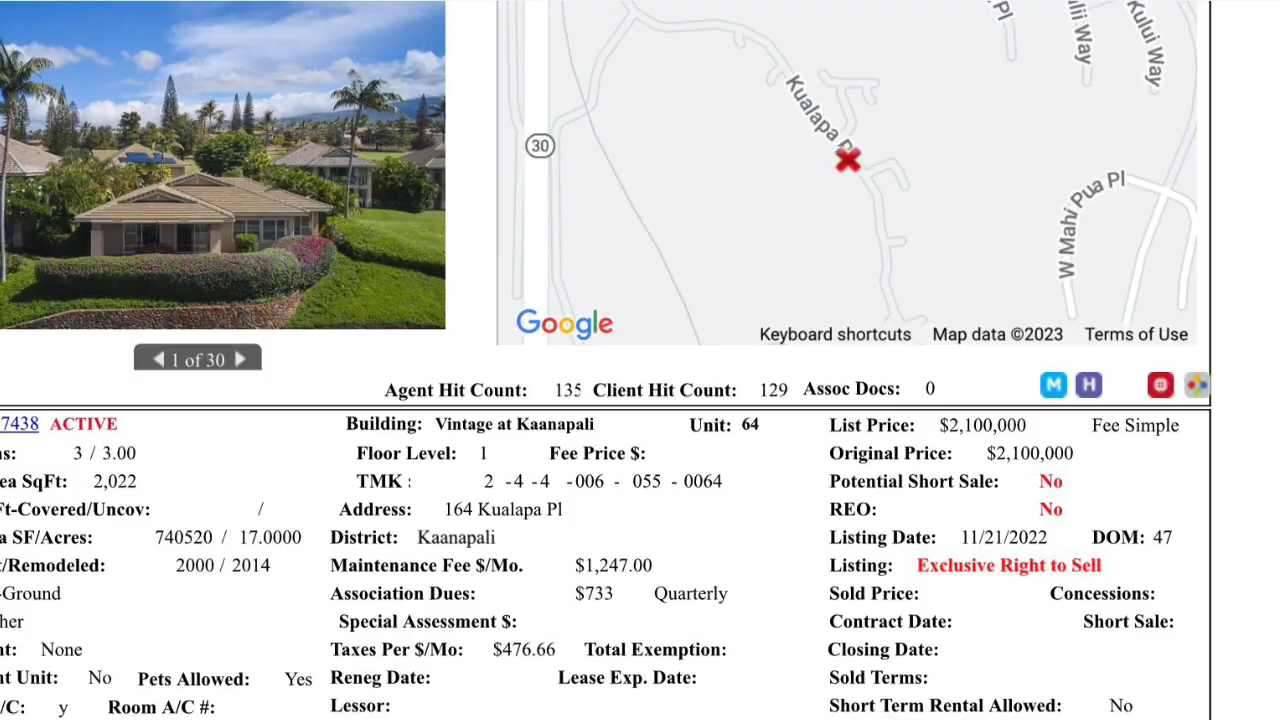 Pl
Kului Way
30
Kualapa P
W Mahi Pua Pl
Google
Keyboard shortcuts Map data ©2023 Terms of Use
1 of 30
Agent Hit Count: 135 Client Hit Count: 129 Assoc Docs: 0
M H
7438 ACTIVE Building: Vintage at Kaanapali Unit: 64 List Price: $2,100,000 Fee Simple
ns: 3 / 3.00 Floor Level: 1 Fee Price $: Original Price: $2,100,000
ea SqFt: 2,022 TMK : 2 -4 -4 -006 - 055 - 0064 Potential Short Sale: No
Ft-Covered/Uncov: / Address: 164 Kualapa Pl REO: No
a SF/Acres: 740520 / 17.0000 District: Kaanapali Listing Date: 11/21/2022 DOM: 47
t/Remodeled: 2000 / 2014 Maintenance Fee $/Mo. $1,247.00 Listing: Exclusive Right to Sell
-Ground Association Dues: $733 Quarterly Sold Price: Concessions:
her Special Assessment $: Contract Date: Short Sale:
nt: None Taxes Per $/Mo: $476.66 Total Exemption: Closing Date:
nt Unit: No Pets Allowed: Yes Reneg Date: Lease Exp. Date: Sold Terms:
/C: y Room A/C #: Lessor: Short Term Rental Allowed: No